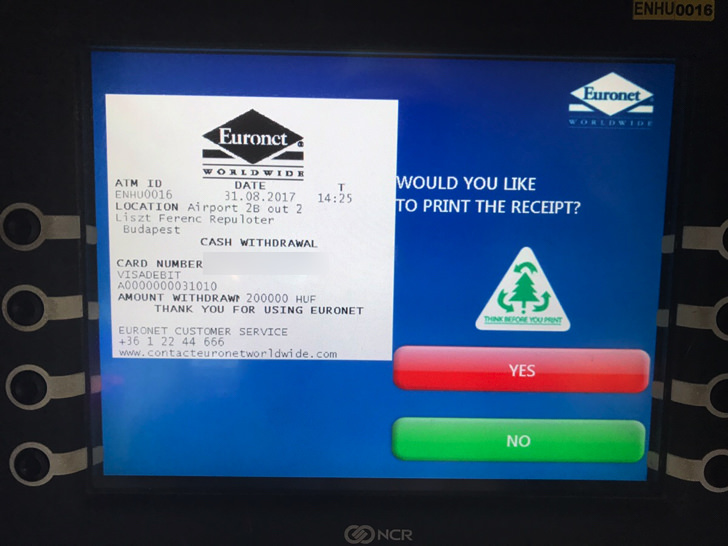 ENHU0016
Euronet
WORLDWIDE
ATM ID DATE T
ENHU0016 31.08.2017 14:25
LOCATION Airport 2B out 2
Liszt Ferenc Repuloter
Budapest
CASH WITHDRAWAL
CARD NUMBER
VISADEBIT
A0000000031010
AMOUNT WITHDRAWN 200000 HUF
THANK YOU FOR USING EURONET
EURONET CUSTOMER SERVICE
+36 1 22 44 666
www.contacteuronetworldwide.com
Euronet
WORLDWIDE
WOULD YOU LIKE
TO PRINT THE RECEIPT?
THINK BEFORE YOU PRINT
YES
NO
NCR